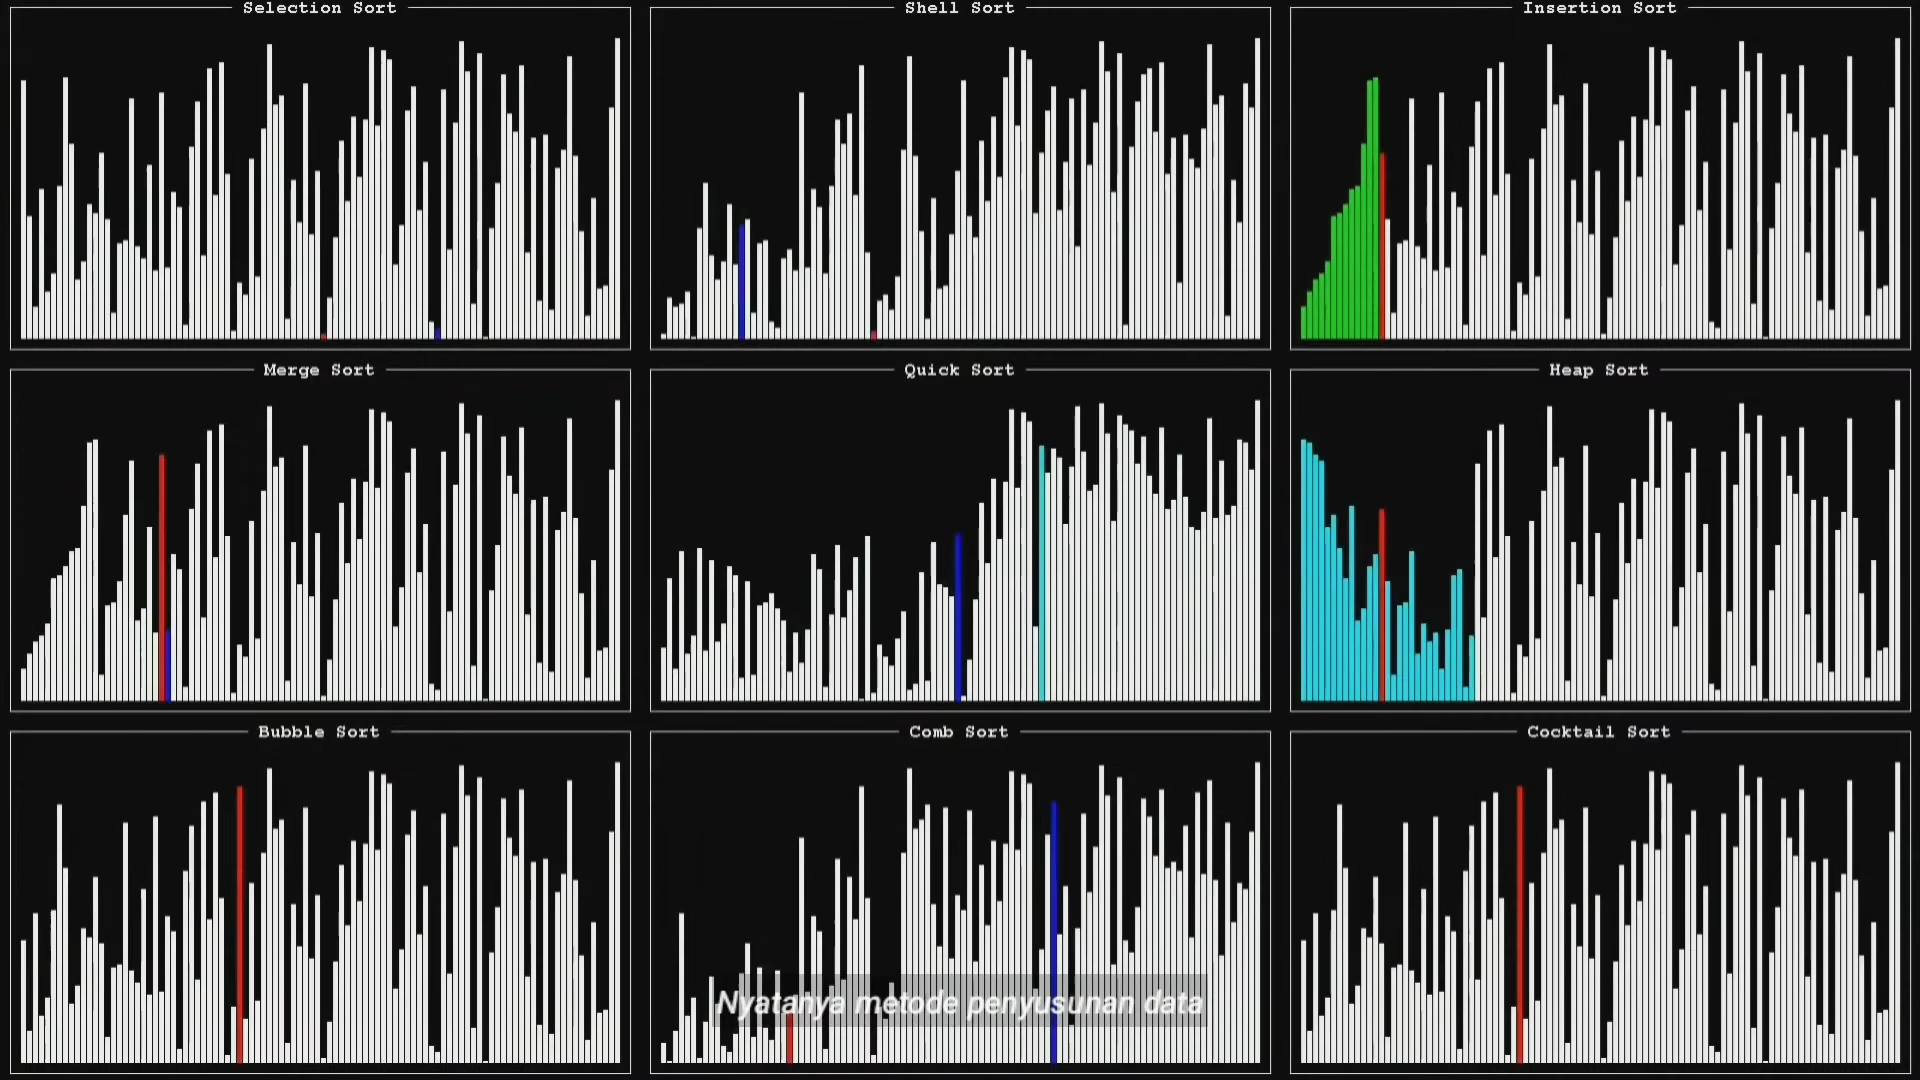 Selection Sort
Shell Sort
Insertion Sort
Merge Sort
Quick Sort
Heap Sort
Bubble Sort
Comb Sort
Cocktail Sort
Nyatanya metode penyusunan data